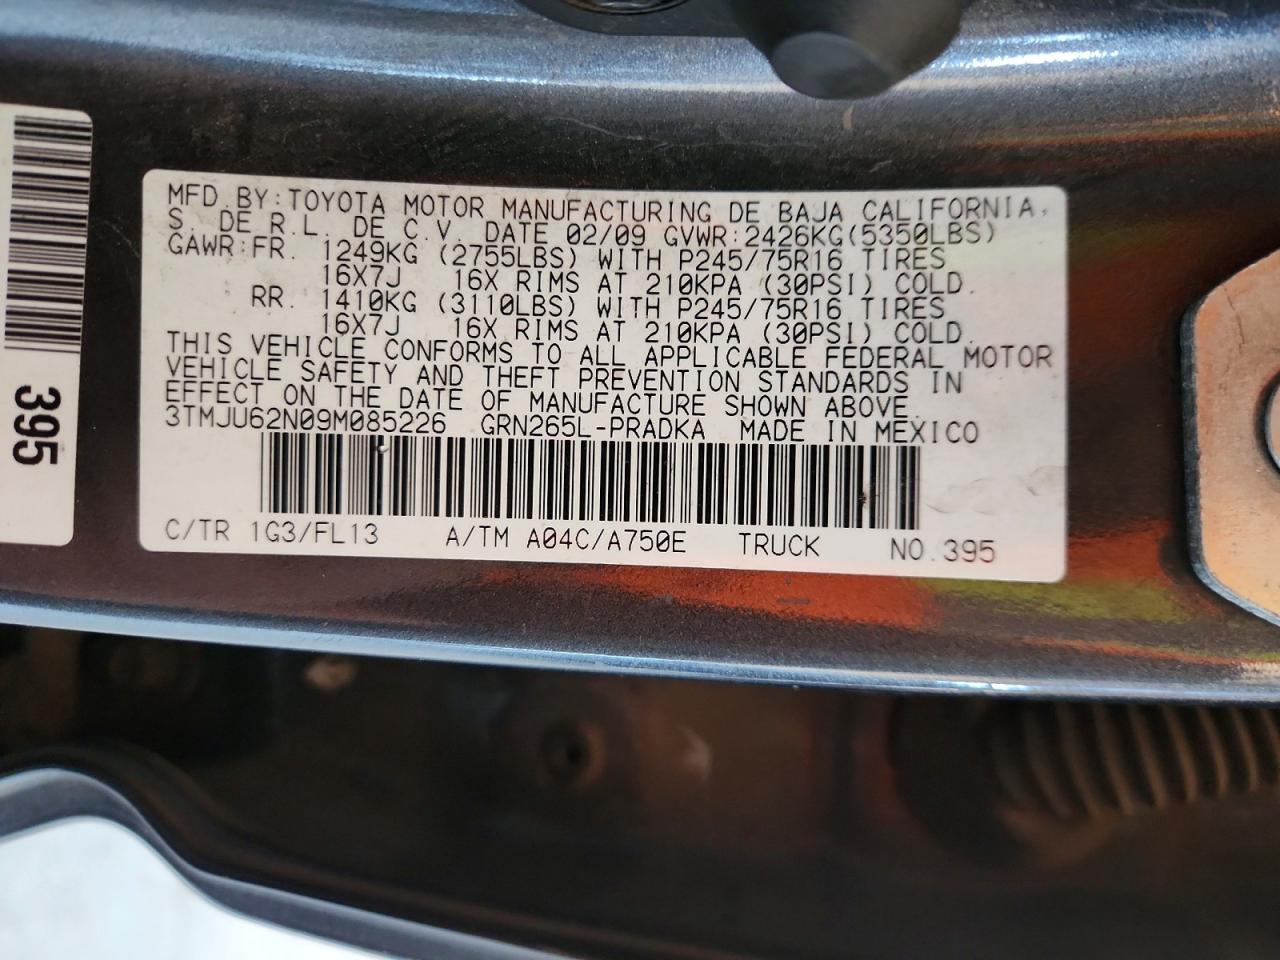 MFD. BY: TOYOTA MOTOR MANUFACTURING DE BAJA CALIFORNIA,
S. DE R. L. DE C. V. DATE 02/09 GVWR: 2426KG(5350LBS)
GAWR: FR. 1249KG (2755LBS) WITH P245/75R16 TIRES
16X7J 16X RIMS AT 210KPA (30PSI) COLD.
RR. 1410KG (3110LBS) WITH P245/75R16 TIRES
16X7J 16X RIMS AT 210KPA (30PSI) COLD.
THIS VEHICLE CONFORMS TO ALL APPLICABLE FEDERAL MOTOR
VEHICLE SAFETY AND THEFT PREVENTION STANDARDS IN
EFFECT ON THE DATE OF MANUFACTURE SHOWN ABOVE.
3TMJU62N09M085226 GRN265L-PRADKA MADE IN MEXICO
C/TR 1G3/FL13 A/TM A04C/A750E TRUCK NO. 395
395